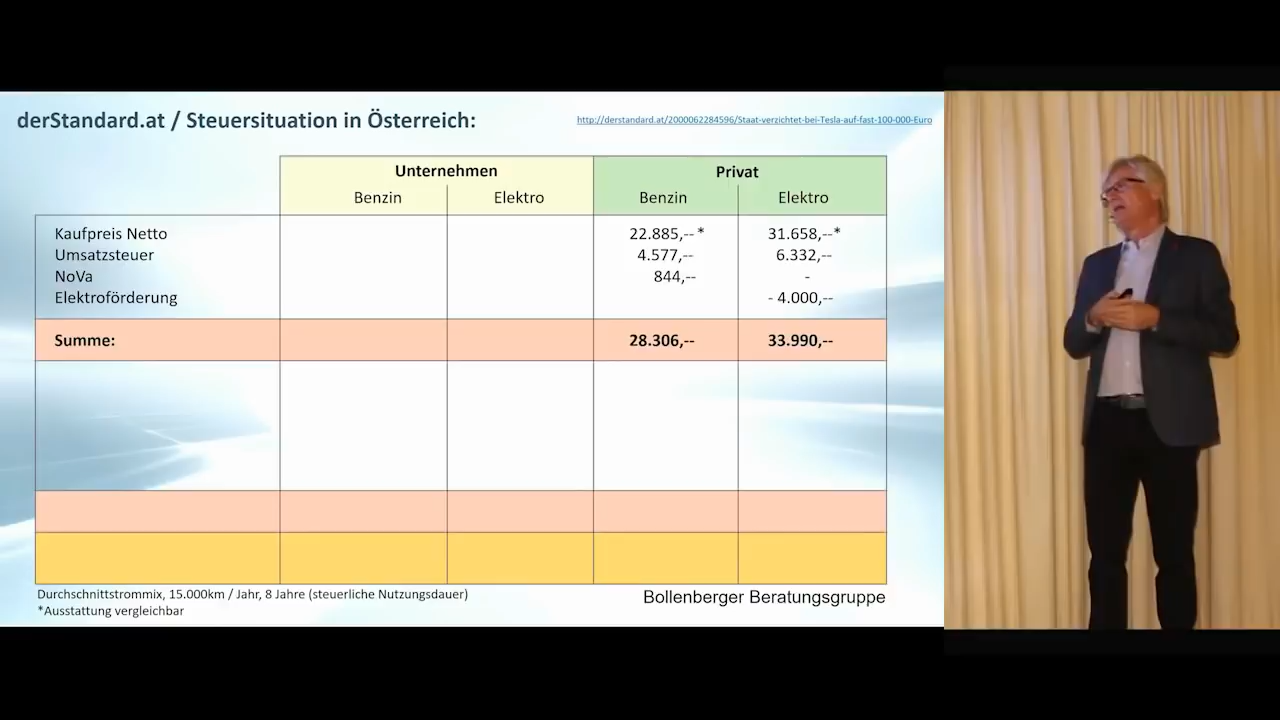 derStandard.at / Steuersituation in Österreich:
http://derstandard.at/2000062284596/Staat-verzichtet-bei-Tesla-auf-fast-100-000-Euro
Unternehmen Privat
Benzin Elektro Benzin Elektro
Kaufpreis Netto 22.885,-- * 31.658,--*
Umsatzsteuer 4.577,-- 6.332,--
NoVa 844,-- -
Elektroförderung - 4.000,--
Summe: 28.306,-- 33.990,--
Durchschnittstrommix, 15.000km / Jahr, 8 Jahre (steuerliche Nutzungsdauer)
*Ausstattung vergleichbar
Bollenberger Beratungsgruppe